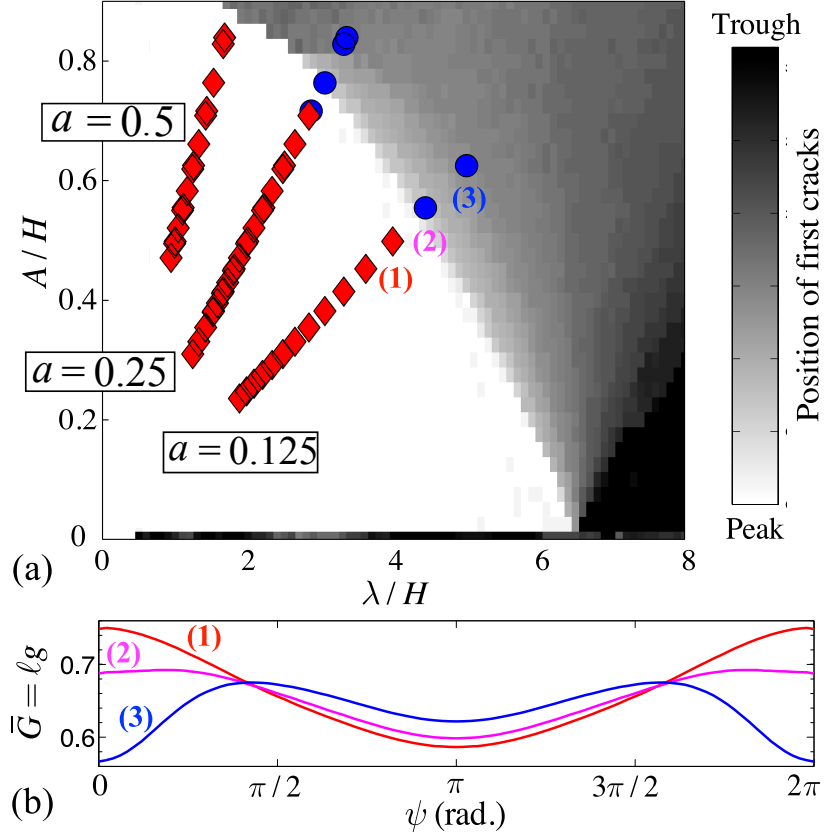 Trough
0.8
a = 0.5
0.6
(3)
(2)
A / H
(1)
0.4
a = 0.25
0.2
a = 0.125
0
Position of first cracks
Peak
0 2 4 6 8
(a)
λ / H
(1)
(2)
0.7
(3)
G̅ = ℓg
0.6
0 π / 2 π 3π / 2 2π
(b)
ψ (rad.)